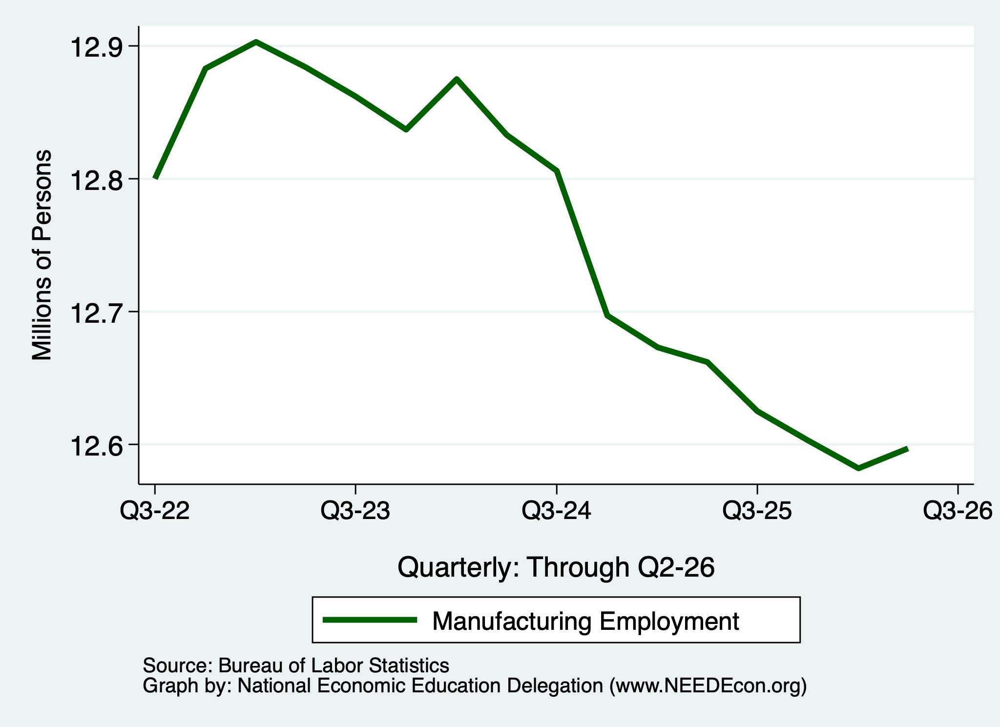 Millions of Persons
12.9
12.8
12.7
12.6
Q3-22 Q3-23 Q3-24 Q3-25 Q3-26
Quarterly: Through Q2-26
Manufacturing Employment
Source: Bureau of Labor Statistics
Graph by: National Economic Education Delegation (www.NEEDEcon.org)